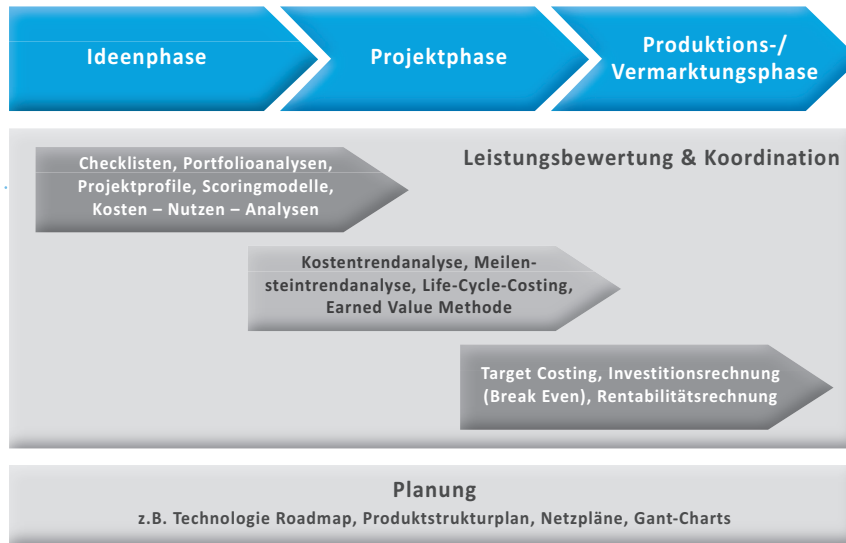 Ideenphase
Projektphase
Produktions-/
Vermarktungsphase
Leistungsbewertung & Koordination
Checklisten, Portfolioanalysen,
Projektprofile, Scoringmodelle,
Kosten – Nutzen – Analysen
Kostentrendanalyse, Meilen-
steintrendanalyse, Life-Cycle-Costing,
Earned Value Methode
Target Costing, Investitionsrechnung
(Break Even), Rentabilitätsrechnung
Planung
z.B. Technologie Roadmap, Produktstrukturplan, Netzpläne, Gant-Charts